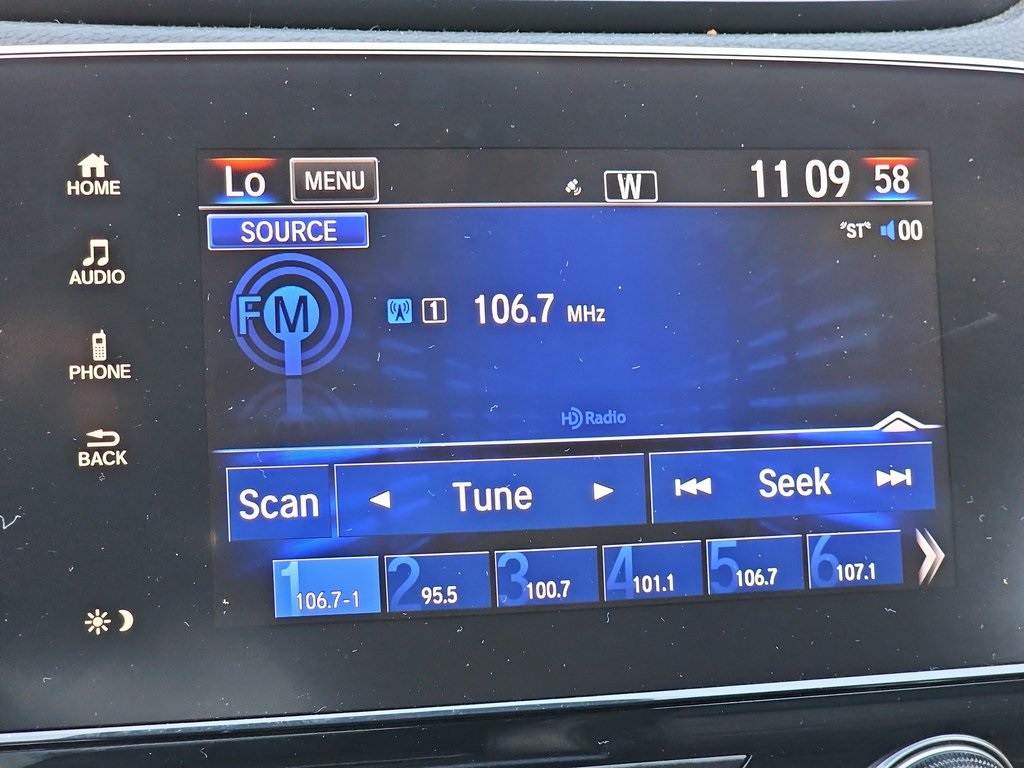 HOME
AUDIO
PHONE
BACK
Lo MENU W 11 09 58
SOURCE "ST" 00
FM 1 106.7 MHz
HD Radio
Scan Tune Seek
1 106.7-1 2 95.5 3 100.7 4 101.1 5 106.7 6 107.1